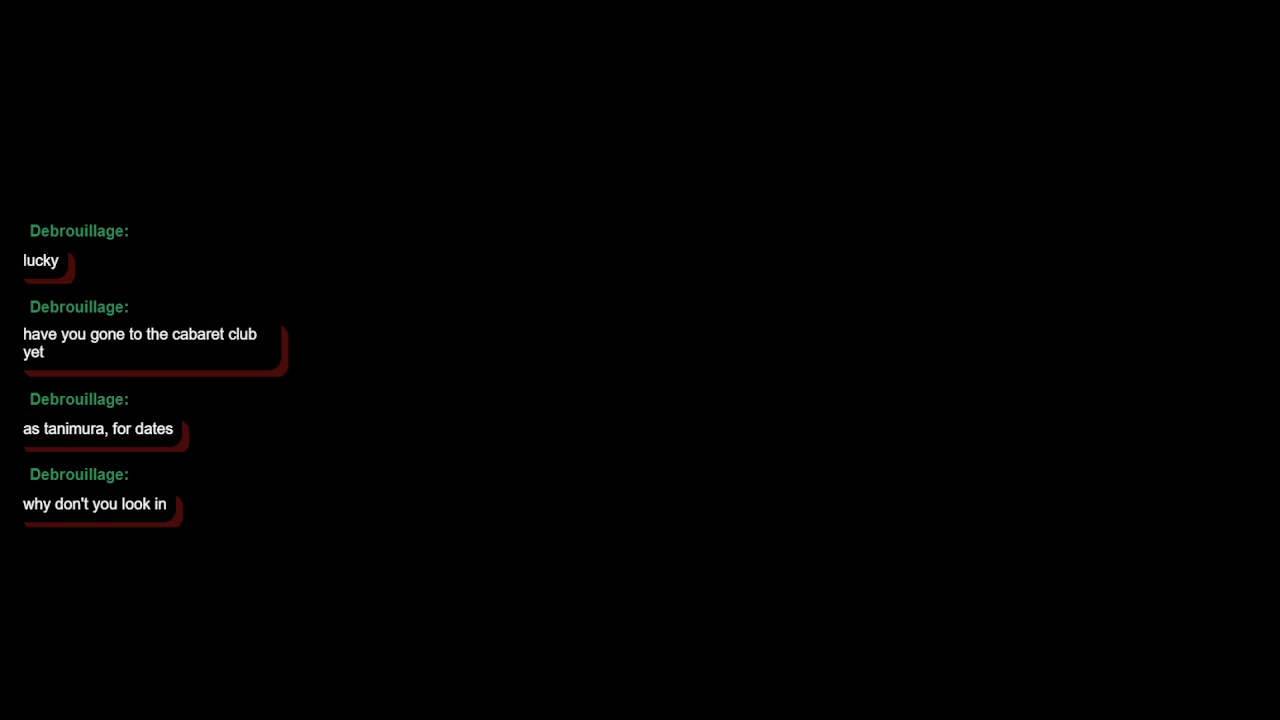 Debrouillage:
lucky
Debrouillage:
have you gone to the cabaret club
yet
Debrouillage:
as tanimura, for dates
Debrouillage:
why don't you look in